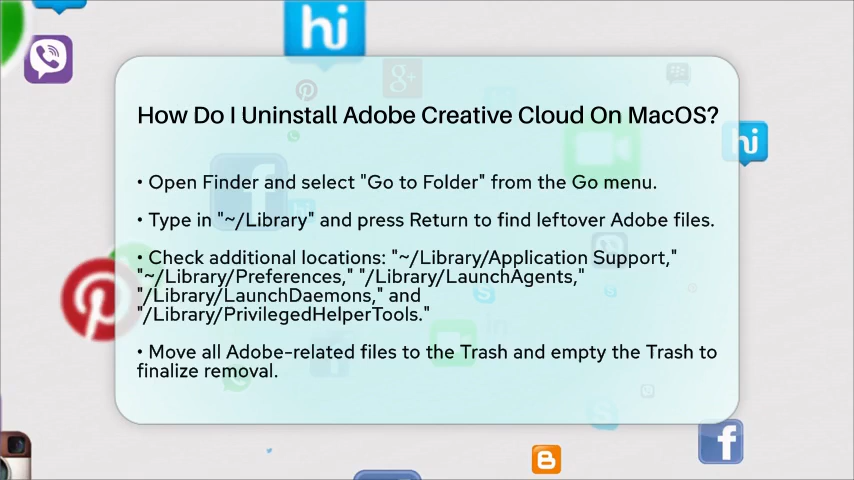 hi
How Do I Uninstall Adobe Creative Cloud On MacOS?
hi
• Open Finder and select "Go to Folder" from the Go menu.
• Type in "~/Library" and press Return to find leftover Adobe files.
• Check additional locations: "~/Library/Application Support,"
"~/Library/Preferences," "/Library/LaunchAgents,"
"/Library/LaunchDaemons," and
"/Library/PrivilegedHelperTools."
• Move all Adobe-related files to the Trash and empty the Trash to
finalize removal.